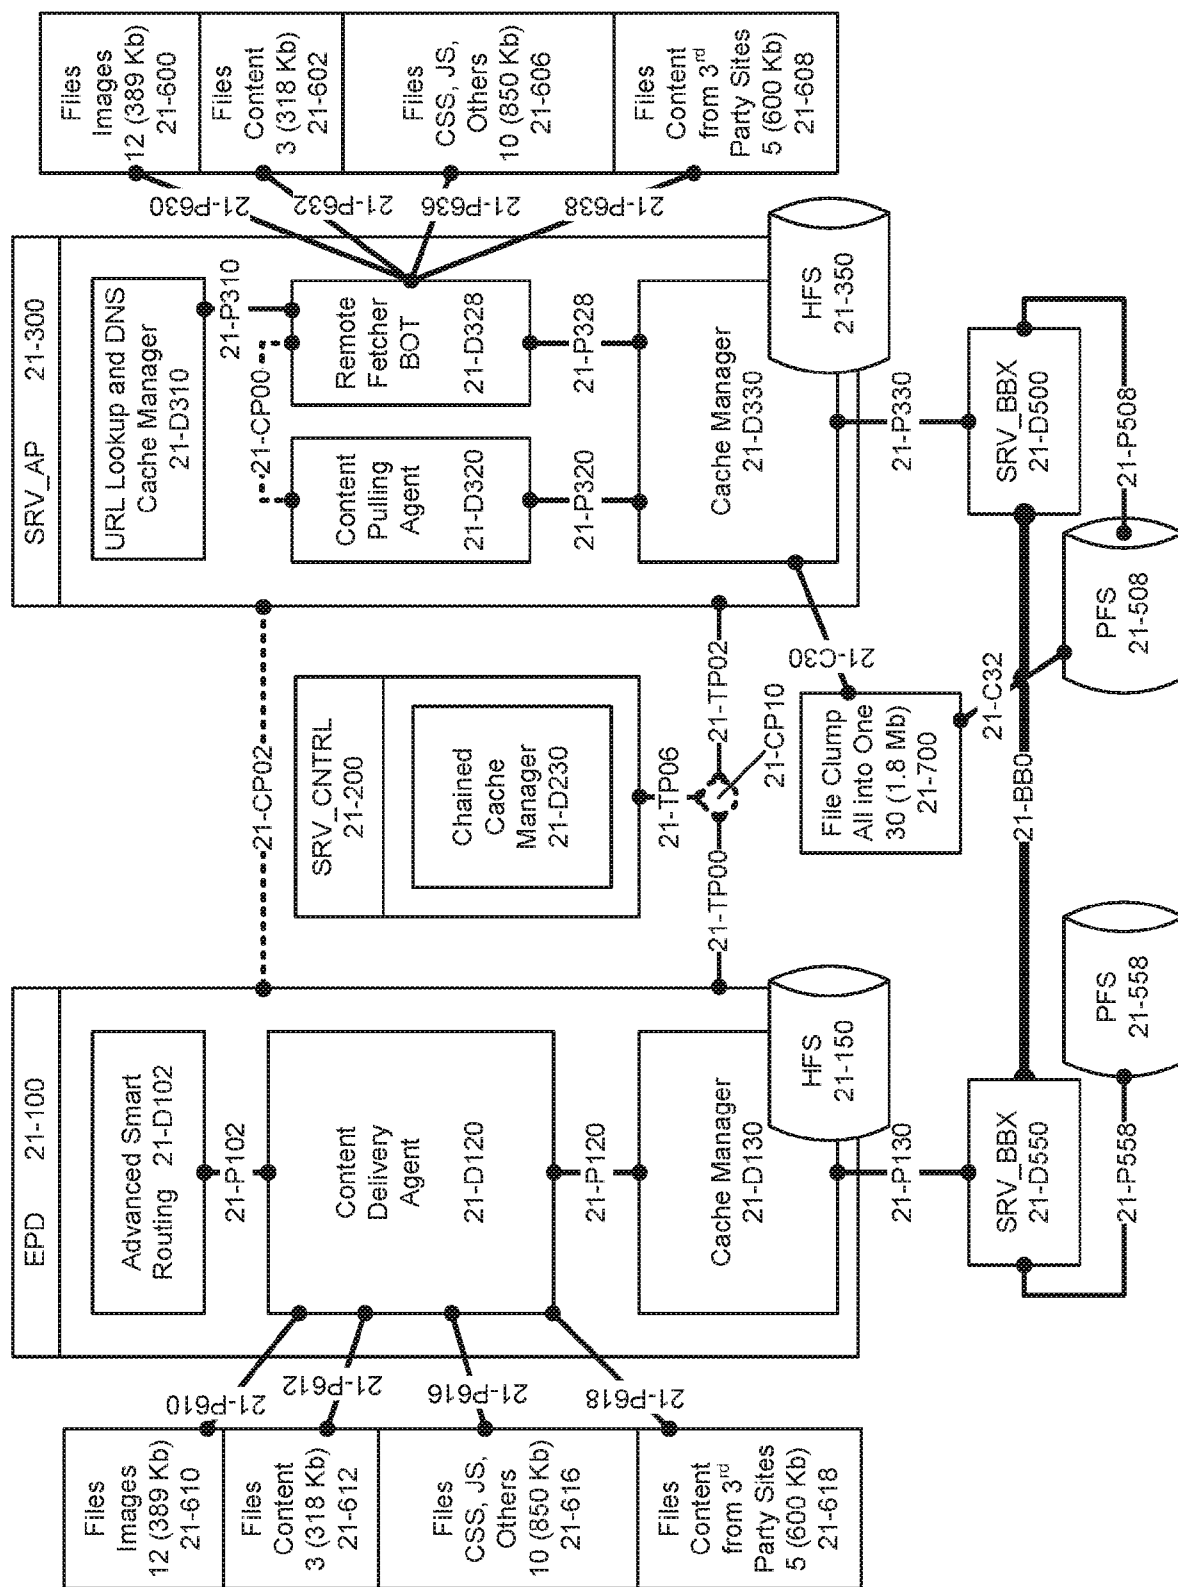 EPID 21-100
Advanced Smart
Routing 21-D102
21-P102
Content
Delivery
Agent
21-D120
21-P120
Cache Manager
21-D130
HFS
21-150
21-P130
SRV_BBX
21-D550
21-P558
PFS
21-558
Files
Images
12 (389 Kb)
21-610
Files
Content
3 (318 Kb)
21-612
Files
CSS, JS,
Others
10 (850 Kb)
21-616
Files
Content
from 3rd
Party Sites
5 (600 Kb)
21-618
21-P610
21-P612
21-P616
21-P618
21-CP02
SRV_CNTRL
21-200
Chained
Cache
Manager
21-D230
21-TP06
21-TP00
21-TP02
21-CP10
File Clump
All into One
30 (1.8 Mb)
21-700
21-C30
21-C32
21-BB0
SRV_AP 21-300
URL Lookup and DNS
Cache Manager
21-D310
21-P310
21-CP00
Content
Pulling
Agent
21-D320
Remote
Fetcher
BOT
21-D328
21-P320
21-P328
Cache Manager
21-D330
HFS
21-350
21-P330
SRV_BBX
21-D500
21-P508
PFS
21-508
21-P630
21-P632
21-P636
21-P638
Files
Images
12 (389 Kb)
21-600
Files
Content
3 (318 Kb)
21-602
Files
CSS, JS,
Others
10 (850 Kb)
21-606
Files
Content
from 3rd
Party Sites
5 (600 Kb)
21-608